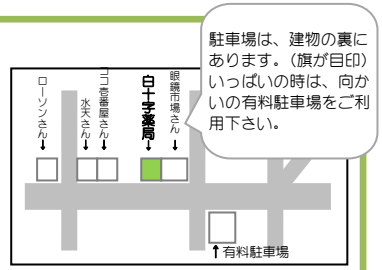 駐車場は、建物の裏に
あります。（旗が目印）
いっぱいの時は、向か
いの有料駐車場をご利
用下さい。
ローソンさん→
水天さん→
ココ壱番屋さん→
白十字薬局→
眼鏡市場さん→
↑有料駐車場